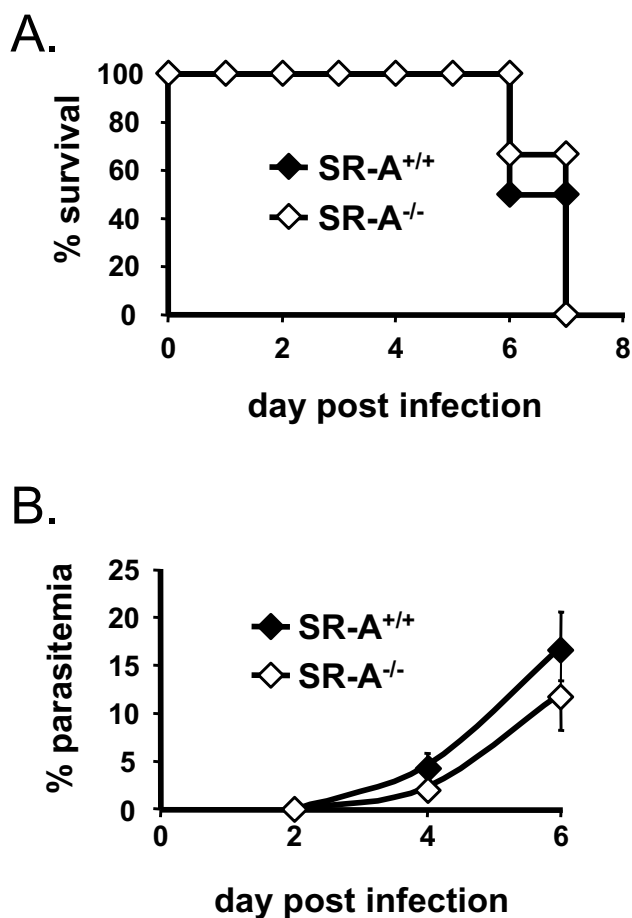 A.
% survival
100
80
60
40
20
0
SR-A+/+
SR-A-/-
0 2 4 6 8
day post infection
B.
% parasitemia
25
20
15
10
5
0
SR-A+/+
SR-A-/-
0 2 4 6
day post infection